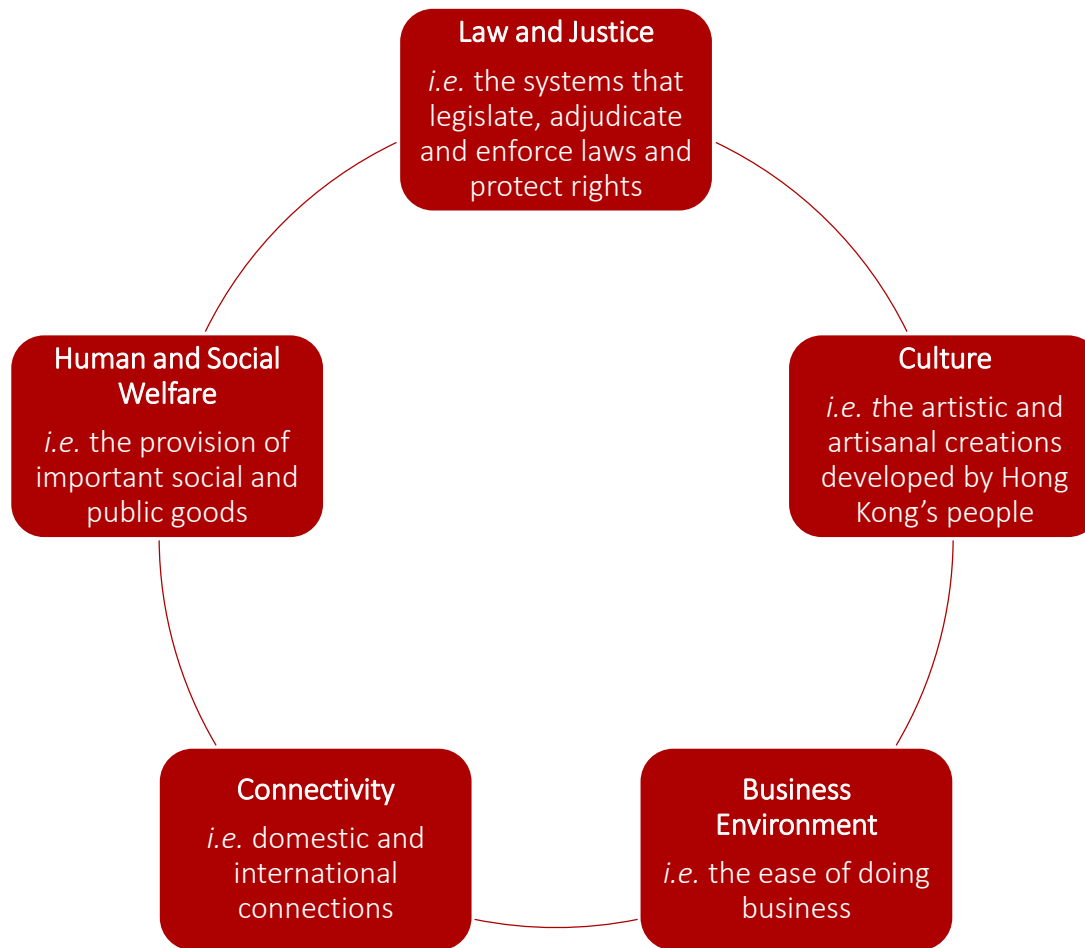 Law and Justice
i.e. the systems that
legislate, adjudicate
and enforce laws and
protect rights
Human and Social
Welfare
i.e. the provision of
important social and
public goods
Culture
i.e. the artistic and
artisanal creations
developed by Hong
Kong’s people
Connectivity
i.e. domestic and
international
connections
Business
Environment
i.e. the ease of doing
business